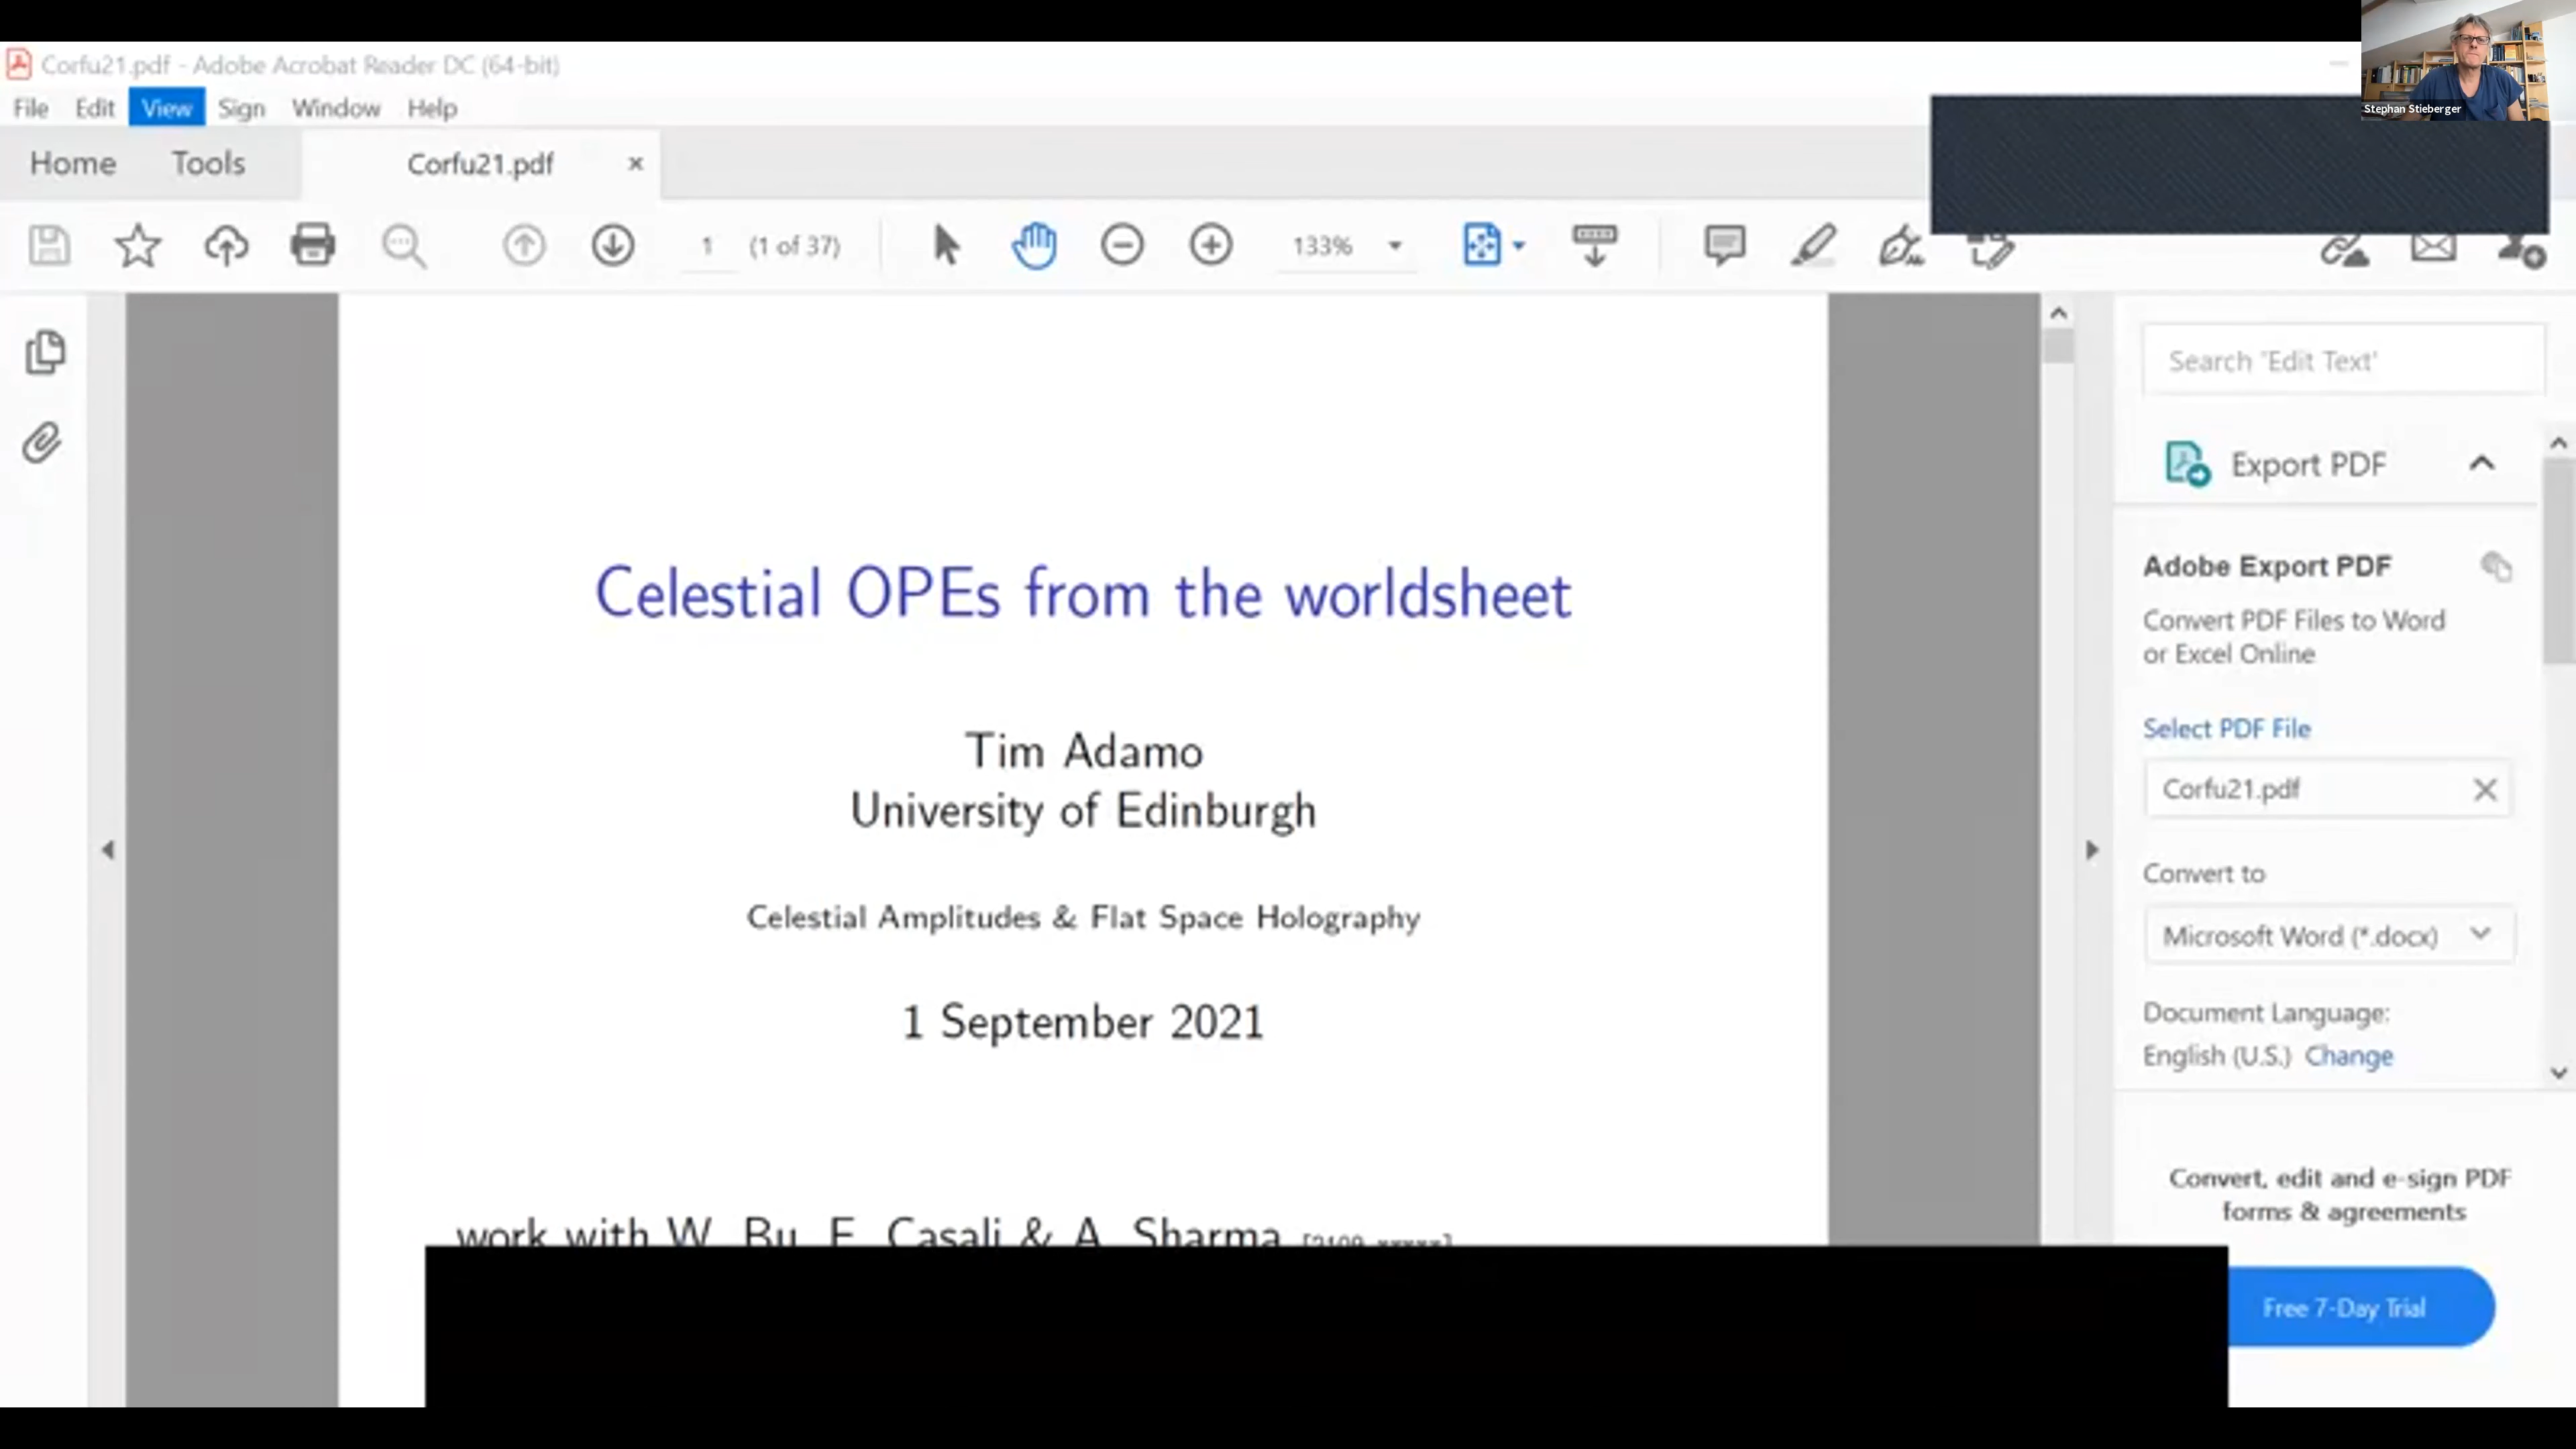 Corfu21.pdf - Adobe Acrobat Reader DC (64-bit)
Stephan Stieberger
File Edit View Sign Window Help
Home Tools Corfu21.pdf ×
1 (1 of 37) 133%
Search 'Edit Text'
Export PDF
Adobe Export PDF
Convert PDF Files to Word
or Excel Online
Select PDF File
Corfu21.pdf
Convert to
Microsoft Word (*.docx)
Document Language:
English (U.S.) Change
Convert, edit and e-sign PDF
forms & agreements
Free 7-Day Trial
Celestial OPEs from the worldsheet
Tim Adamo
University of Edinburgh
Celestial Amplitudes & Flat Space Holography
1 September 2021
work with W. Bu, E. Casali & A. Sharma